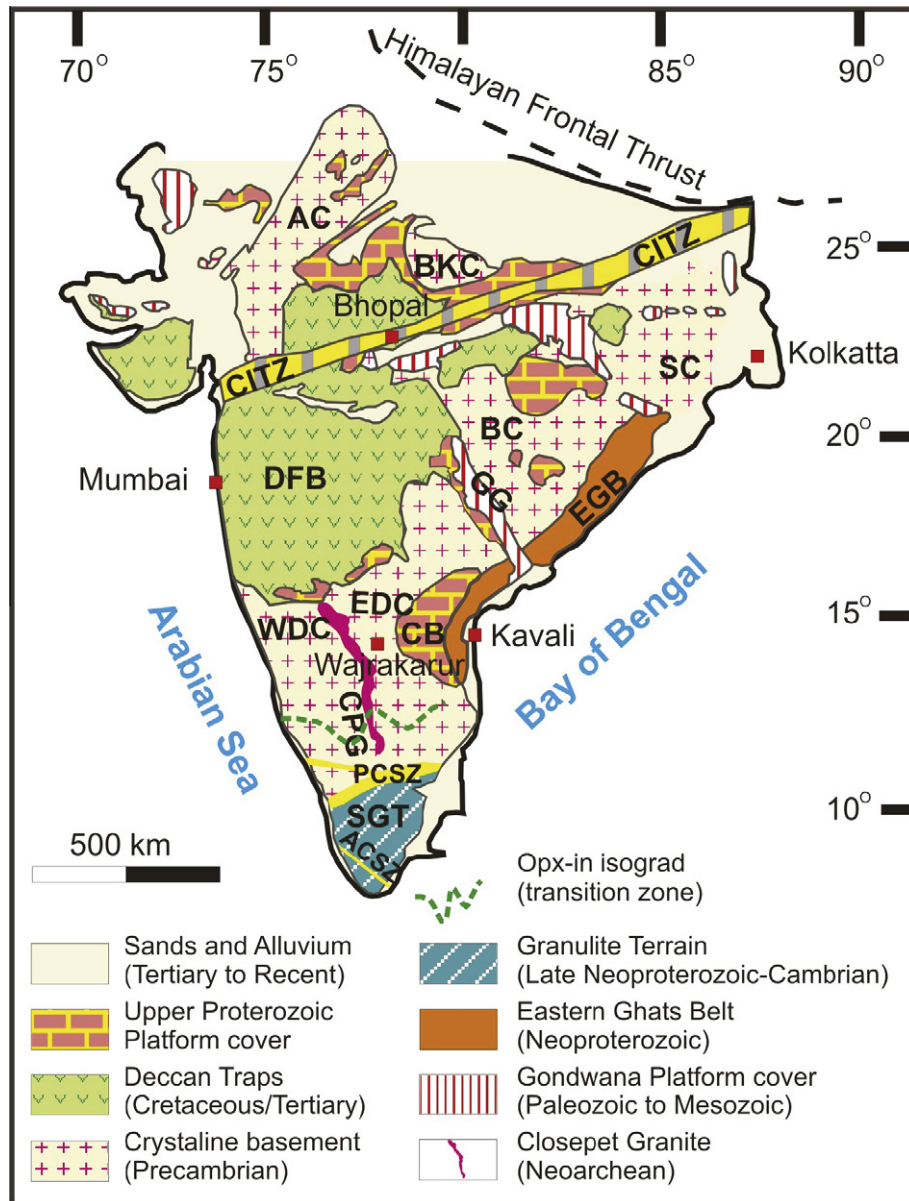 70° 75° 85° 90°
Himalayan Frontal Thrust
AC
25°
CITZ
BKC
Bhopal
Kolkatta
SC
CITZ
BC
20°
Mumbai
DFB
GG
EGB
15°
EDC
WDC
CB
Kavali
Wajrakarur
Arabian Sea
Bay of Bengal
CPG
PCSZ
10°
SGT
ACSZ
500 km
Opx-in isograd
(transition zone)
Sands and Alluvium
(Tertiary to Recent)
Granulite Terrain
(Late Neoproterozoic-Cambrian)
Upper Proterozoic
Platform cover
Eastern Ghats Belt
(Neoproterozoic)
Deccan Traps
(Cretaceous/Tertiary)
Gondwana Platform cover
(Paleozoic to Mesozoic)
Crystaline basement
(Precambrian)
Closepet Granite
(Neoarchean)